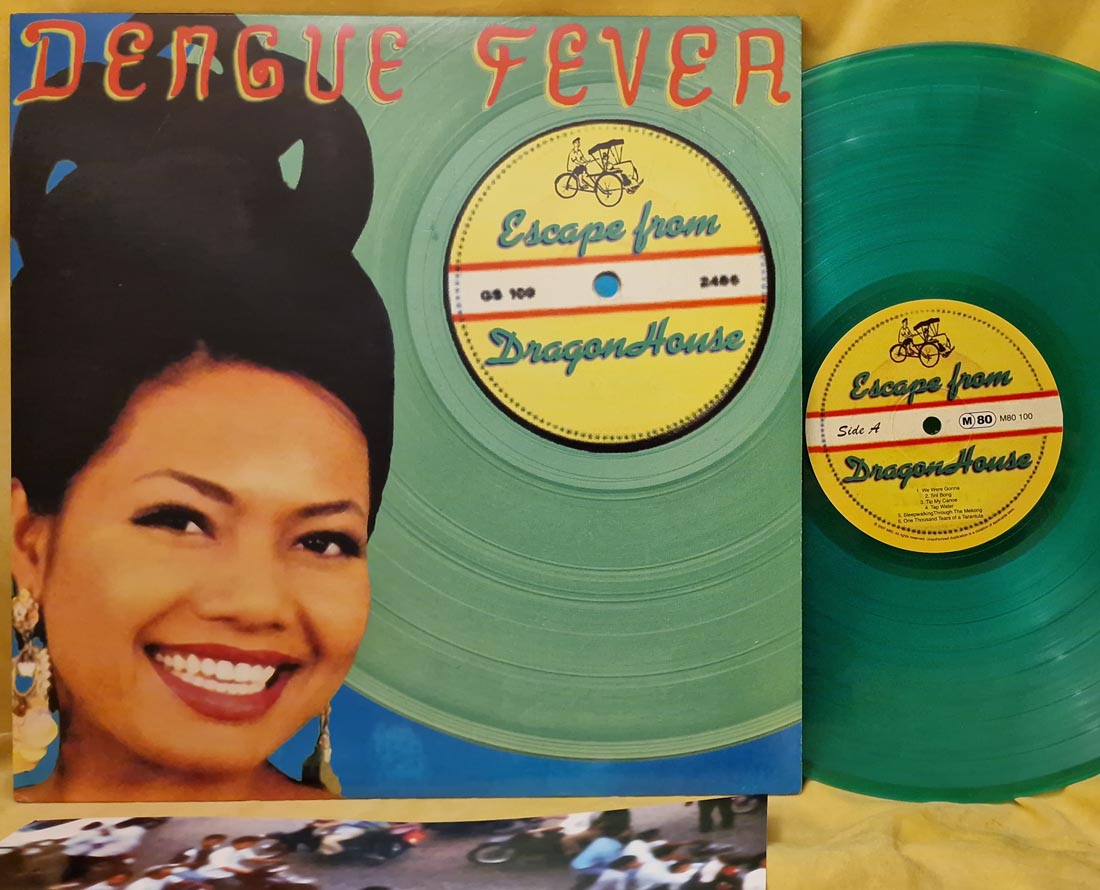 DENGUE FEVER
Escape from
GS 100 2486
DragonHouse
Escape from
Side A M80 M80 100
DragonHouse
1. We Were Gonna
2. Sni Bong
3. Tip My Canoe
4. Tap Water
5. Sleepwalking Through The Mekong
6. One Thousand Tears of a Tarantula